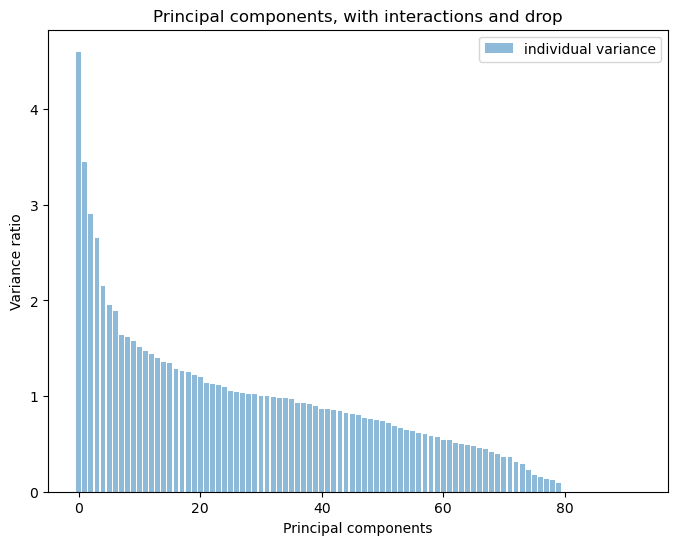 Principal components, with interactions and drop
individual variance
Variance ratio
4
3
2
1
0
0 20 40 60 80
Principal components